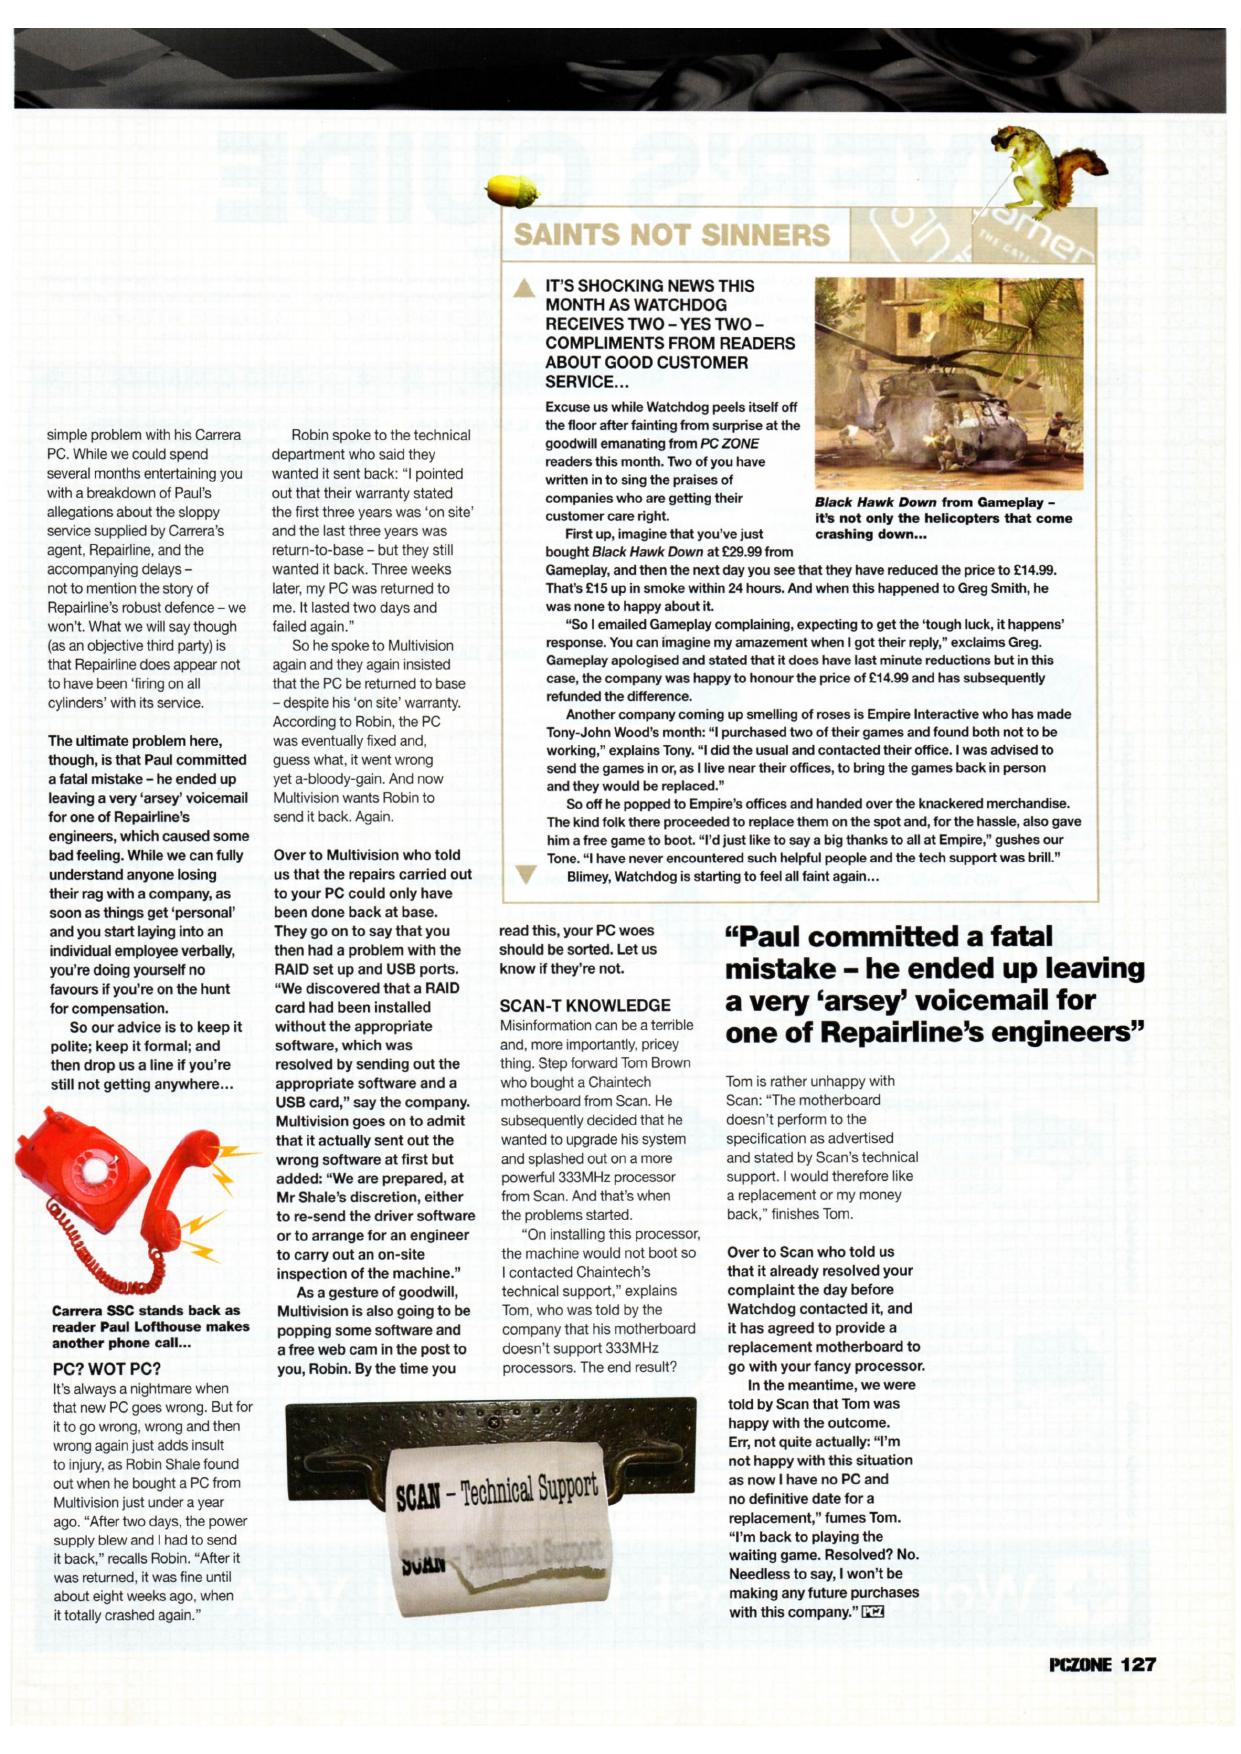 SAINTS NOT SINNERS
IT'S SHOCKING NEWS THIS
MONTH AS WATCHDOG
RECEIVES TWO – YES TWO –
COMPLIMENTS FROM READERS
ABOUT GOOD CUSTOMER
SERVICE...
Excuse us while Watchdog peels itself off
the floor after fainting from surprise at the
goodwill emanating from PC ZONE
readers this month. Two of you have
written in to sing the praises of
companies who are getting their
customer care right.
First up, imagine that you've just
bought Black Hawk Down at £29.99 from
Gameplay, and then the next day you see that they have reduced the price to £14.99.
That's £15 up in smoke within 24 hours. And when this happened to Greg Smith, he
was none to happy about it.
"So I emailed Gameplay complaining, expecting to get the 'tough luck, it happens'
response. You can imagine my amazement when I got their reply," exclaims Greg.
Gameplay apologised and stated that it does have last minute reductions but in this
case, the company was happy to honour the price of £14.99 and has subsequently
refunded the difference.
Another company coming up smelling of roses is Empire Interactive who has made
Tony-John Wood's month: "I purchased two of their games and found both not to be
working," explains Tony. "I did the usual and contacted their office. I was advised to
send the games in or, as I live near their offices, to bring the games back in person
and they would be replaced."
So off he popped to Empire's offices and handed over the knackered merchandise.
The kind folk there proceeded to replace them on the spot and, for the hassle, also gave
him a free game to boot. "I'd just like to say a big thanks to all at Empire," gushes our
Tone. "I have never encountered such helpful people and the tech support was brill."
Blimey, Watchdog is starting to feel all faint again...
Black Hawk Down from Gameplay –
it's not only the helicopters that come
crashing down...
simple problem with his Carrera
PC. While we could spend
several months entertaining you
with a breakdown of Paul's
allegations about the sloppy
service supplied by Carrera's
agent, Repairline, and the
accompanying delays –
not to mention the story of
Repairline's robust defence – we
won't. What we will say though
(as an objective third party) is
that Repairline does appear not
to have been 'firing on all
cylinders' with its service.
The ultimate problem here,
though, is that Paul committed
a fatal mistake – he ended up
leaving a very 'arsey' voicemail
for one of Repairline's
engineers, which caused some
bad feeling. While we can fully
understand anyone losing
their rag with a company, as
soon as things get 'personal'
and you start laying into an
individual employee verbally,
you're doing yourself no
favours if you're on the hunt
for compensation.
So our advice is to keep it
polite; keep it formal; and
then drop us a line if you're
still not getting anywhere...
Carrera SSC stands back as
reader Paul Lofthouse makes
another phone call...
PC? WOT PC?
It's always a nightmare when
that new PC goes wrong. But for
it to go wrong, wrong and then
wrong again just adds insult
to injury, as Robin Shale found
out when he bought a PC from
Multivision just under a year
ago. "After two days, the power
supply blew and I had to send
it back," recalls Robin. "After it
was returned, it was fine until
about eight weeks ago, when
it totally crashed again."
Robin spoke to the technical
department who said they
wanted it sent back: "I pointed
out that their warranty stated
the first three years was 'on site'
and the last three years was
return-to-base – but they still
wanted it back. Three weeks
later, my PC was returned to
me. It lasted two days and
failed again."
So he spoke to Multivision
again and they again insisted
that the PC be returned to base
– despite his 'on site' warranty.
According to Robin, the PC
was eventually fixed and,
guess what, it went wrong
yet a-bloody-gain. And now
Multivision wants Robin to
send it back. Again.
Over to Multivision who told
us that the repairs carried out
to your PC could only have
been done back at base.
They go on to say that you
then had a problem with the
RAID set up and USB ports.
"We discovered that a RAID
card had been installed
without the appropriate
software, which was
resolved by sending out the
appropriate software and a
USB card," say the company.
Multivision goes on to admit
that it actually sent out the
wrong software at first but
added: "We are prepared, at
Mr Shale's discretion, either
to re-send the driver software
or to arrange for an engineer
to carry out an on-site
inspection of the machine."
As a gesture of goodwill,
Multivision is also going to be
popping some software and
a free web cam in the post to
you, Robin. By the time you
read this, your PC woes
should be sorted. Let us
know if they're not.
SCAN-T KNOWLEDGE
Misinformation can be a terrible
and, more importantly, pricey
thing. Step forward Tom Brown
who bought a Chaintech
motherboard from Scan. He
subsequently decided that he
wanted to upgrade his system
and splashed out on a more
powerful 333MHz processor
from Scan. And that's when
the problems started.
"On installing this processor,
the machine would not boot so
I contacted Chaintech's
technical support," explains
Tom, who was told by the
company that his motherboard
doesn't support 333MHz
processors. The end result?
SCAN – Technical Support
SCAN – Technical Support
"Paul committed a fatal
mistake – he ended up leaving
a very 'arsey' voicemail for
one of Repairline's engineers"
Tom is rather unhappy with
Scan: "The motherboard
doesn't perform to the
specification as advertised
and stated by Scan's technical
support. I would therefore like
a replacement or my money
back," finishes Tom.
Over to Scan who told us
that it already resolved your
complaint the day before
Watchdog contacted it, and
it has agreed to provide a
replacement motherboard to
go with your fancy processor.
In the meantime, we were
told by Scan that Tom was
happy with the outcome.
Err, not quite actually: "I'm
not happy with this situation
as now I have no PC and
no definitive date for a
replacement," fumes Tom.
"I'm back to playing the
waiting game. Resolved? No.
Needless to say, I won't be
making any future purchases
with this company." PCZ
PCZONE 127